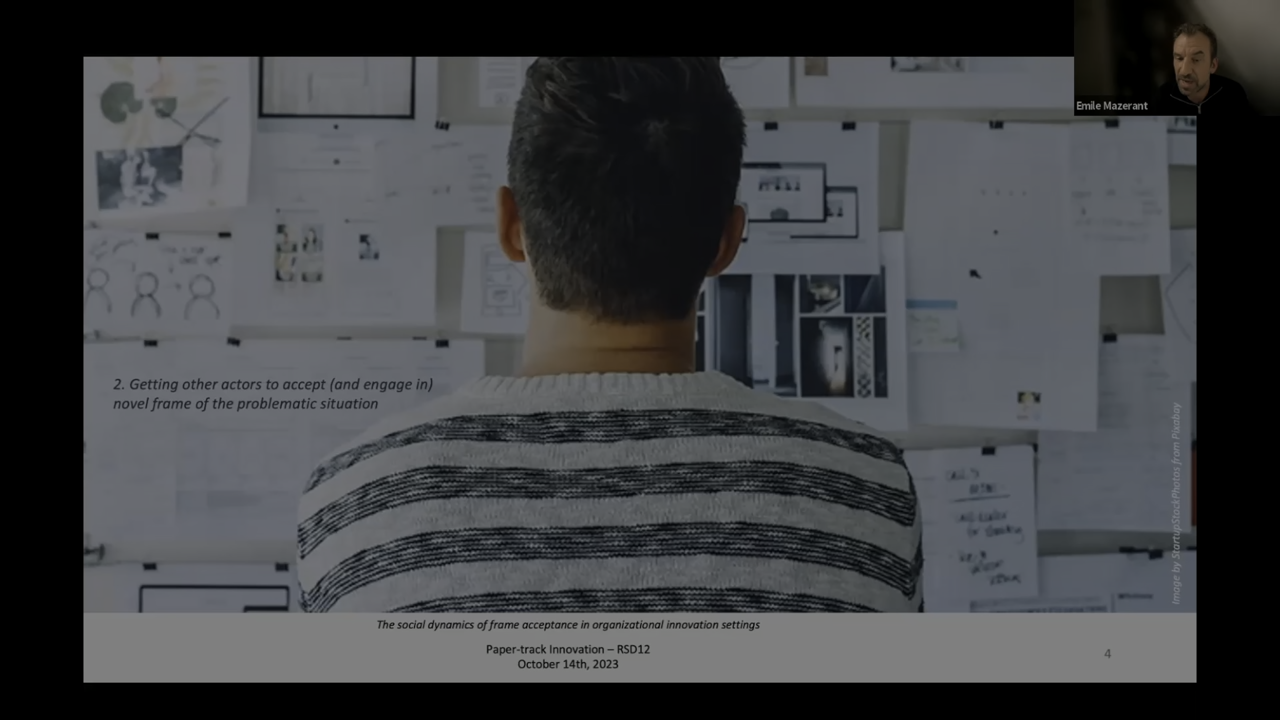 Emile Mazerant
2. Getting other actors to accept (and engage in)
novel frame of the problematic situation
Image by StartupStockPhotos from Pixabay
The social dynamics of frame acceptance in organizational innovation settings
Paper-track Innovation – RSD12
October 14th, 2023
4